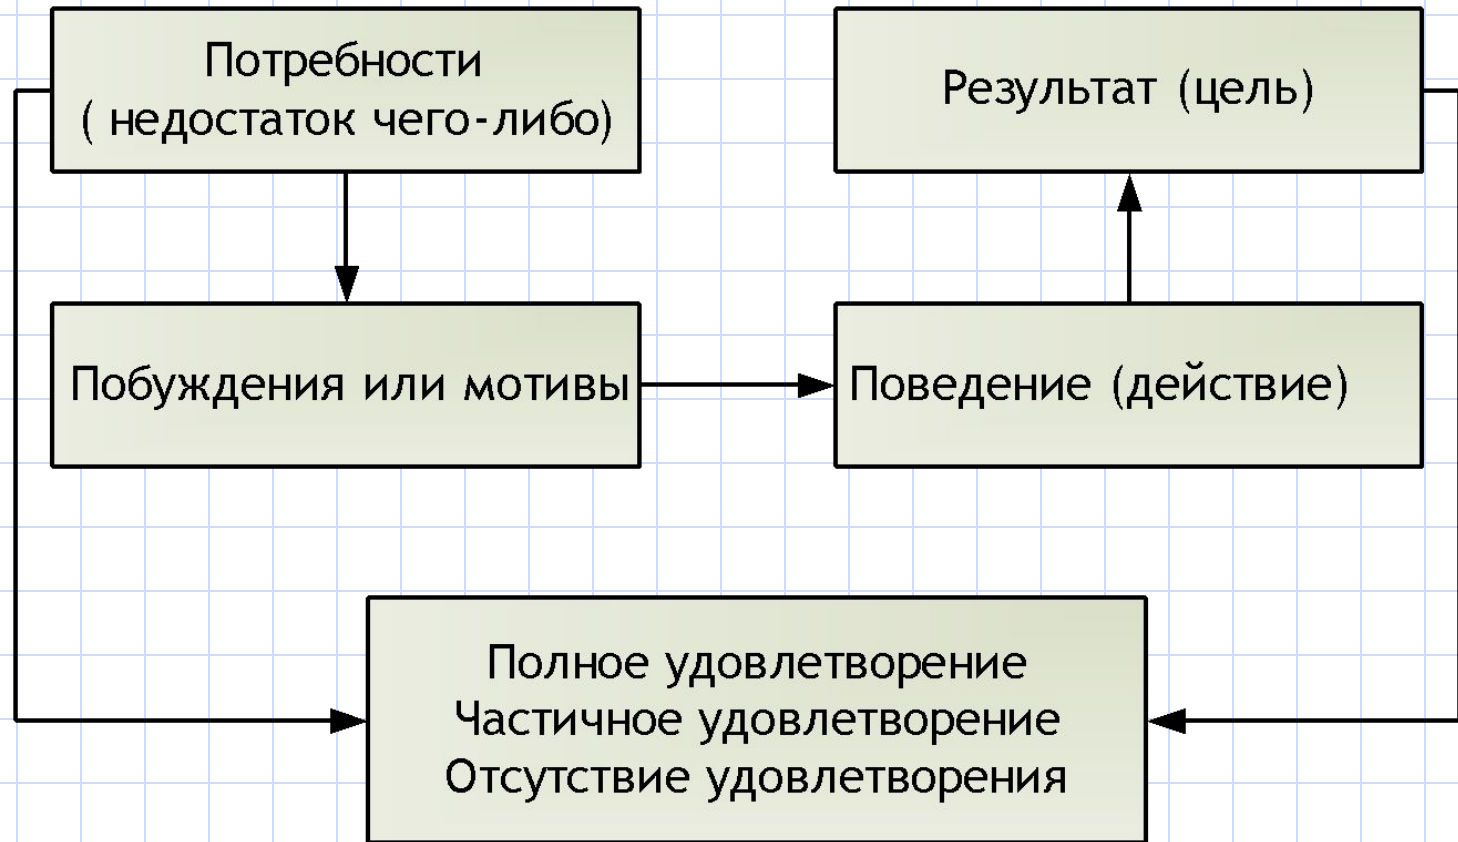 Потребности
( недостаток чего-либо)
Результат (цель)
Побуждения или мотивы
Поведение (действие)
Полное удовлетворение
Частичное удовлетворение
Отсутствие удовлетворения